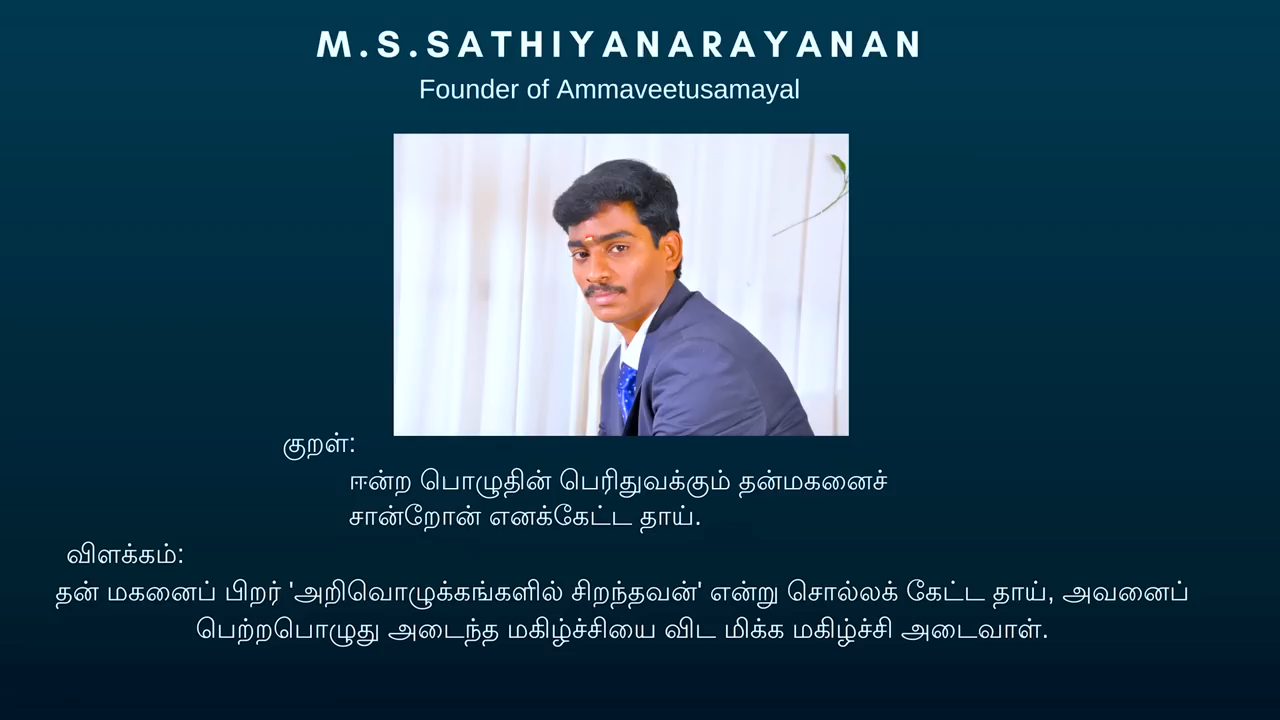 M.S.SATHIYANARAYANAN
Founder of Ammaveetusamayal
குறள்:
ஈன்ற பொழுதின் பெரிதுவக்கும் தன்மகனைச்
சான்றோன் எனக்கேட்ட தாய்.
விளக்கம்:
தன் மகனைப் பிறர் 'அறிவொழுக்கங்களில் சிறந்தவன்' என்று சொல்லக் கேட்ட தாய், அவனைப்
பெற்றபொழுது அடைந்த மகிழ்ச்சியை விட மிக்க மகிழ்ச்சி அடைவாள்.